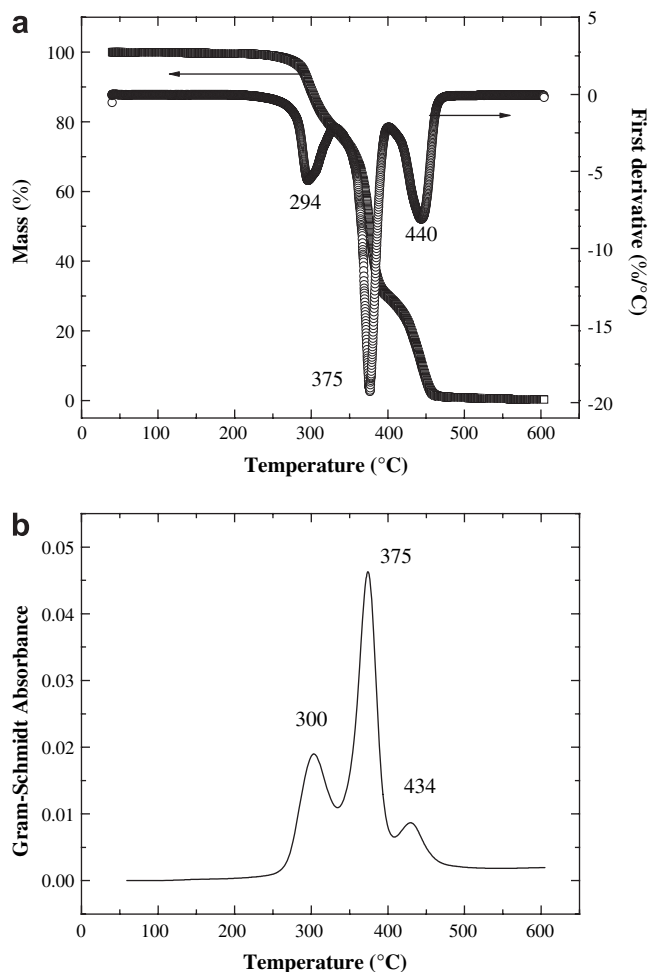 a
100
80
60
40
20
0
Mass (%)
5
0
-5
-10
-15
-20
First derivative (%/°C)
294
440
375
0 100 200 300 400 500 600
Temperature (°C)
b
0.05
0.04
0.03
0.02
0.01
0.00
Gram-Schmidt Absorbance
375
300
434
0 100 200 300 400 500 600
Temperature (°C)